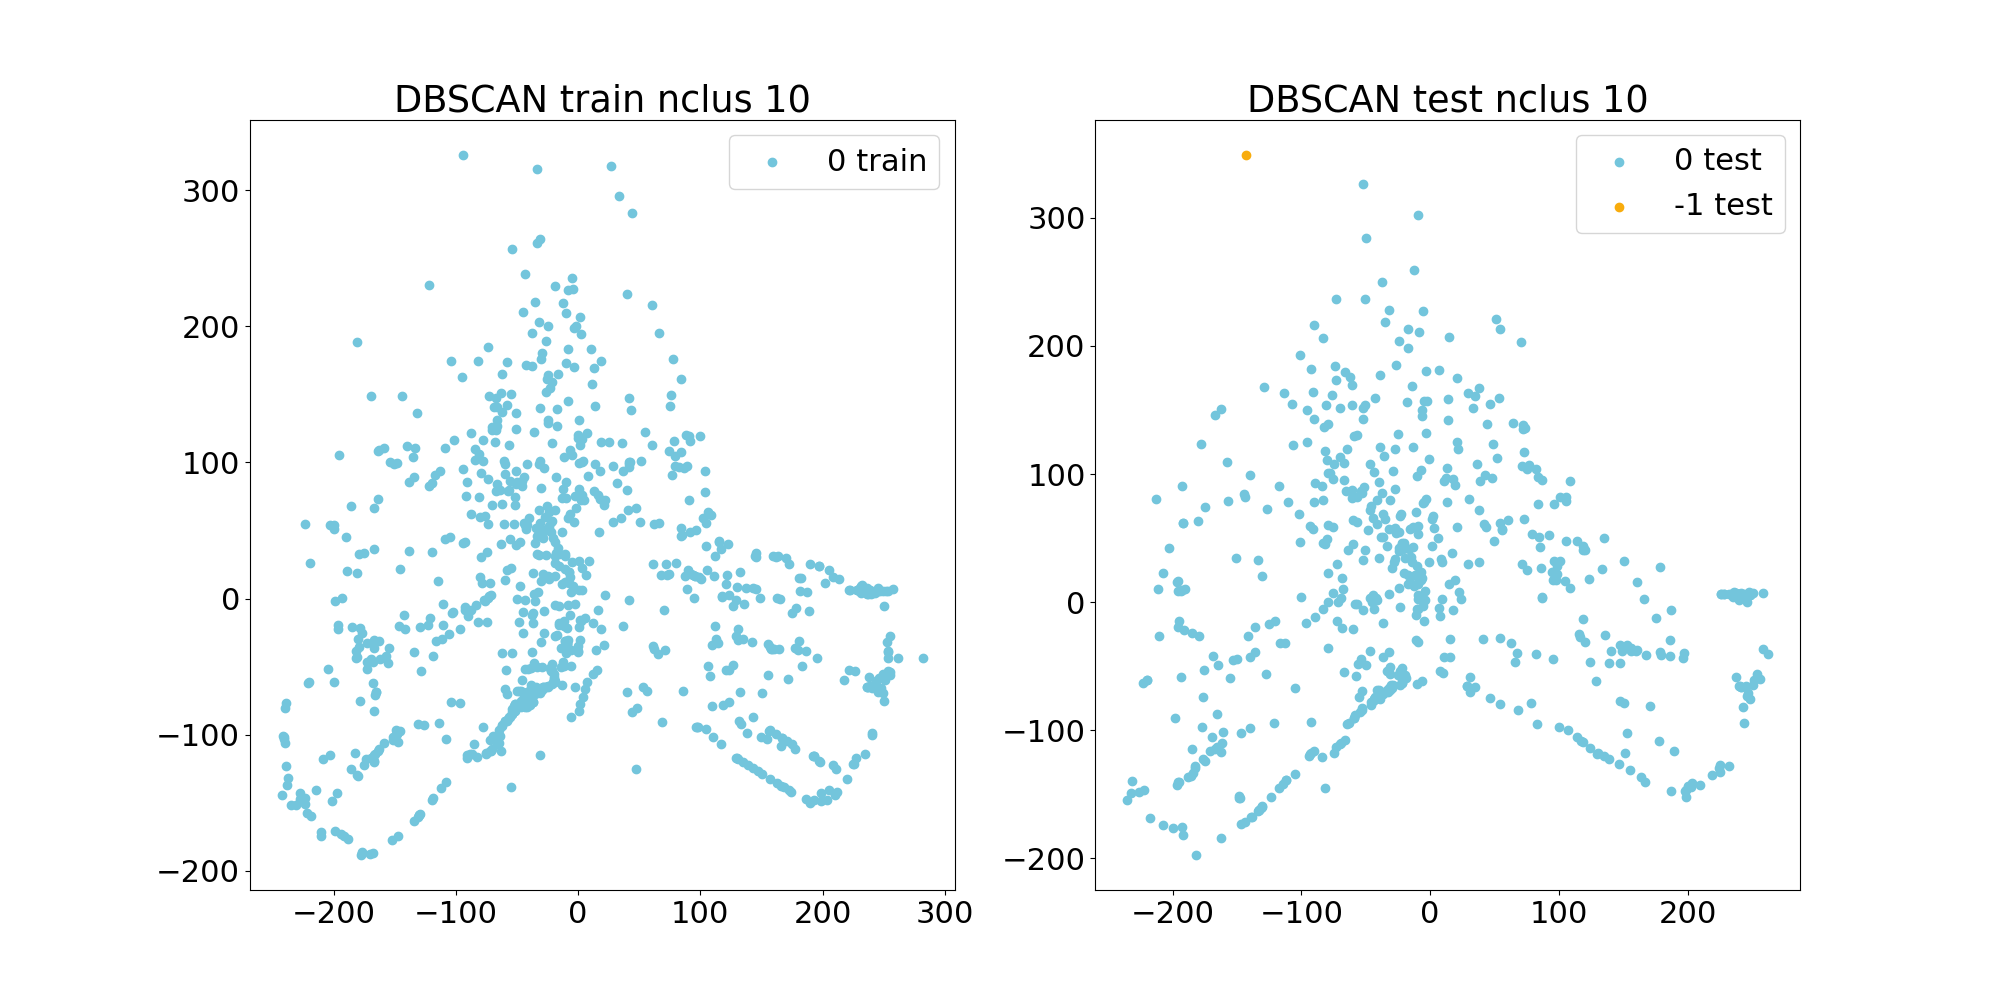 DBSCAN train nclus 10
0 train
300
200
100
0
−100
−200
−200 −100 0 100 200 300
DBSCAN test nclus 10
0 test
-1 test
300
200
100
0
−100
−200
−200 −100 0 100 200